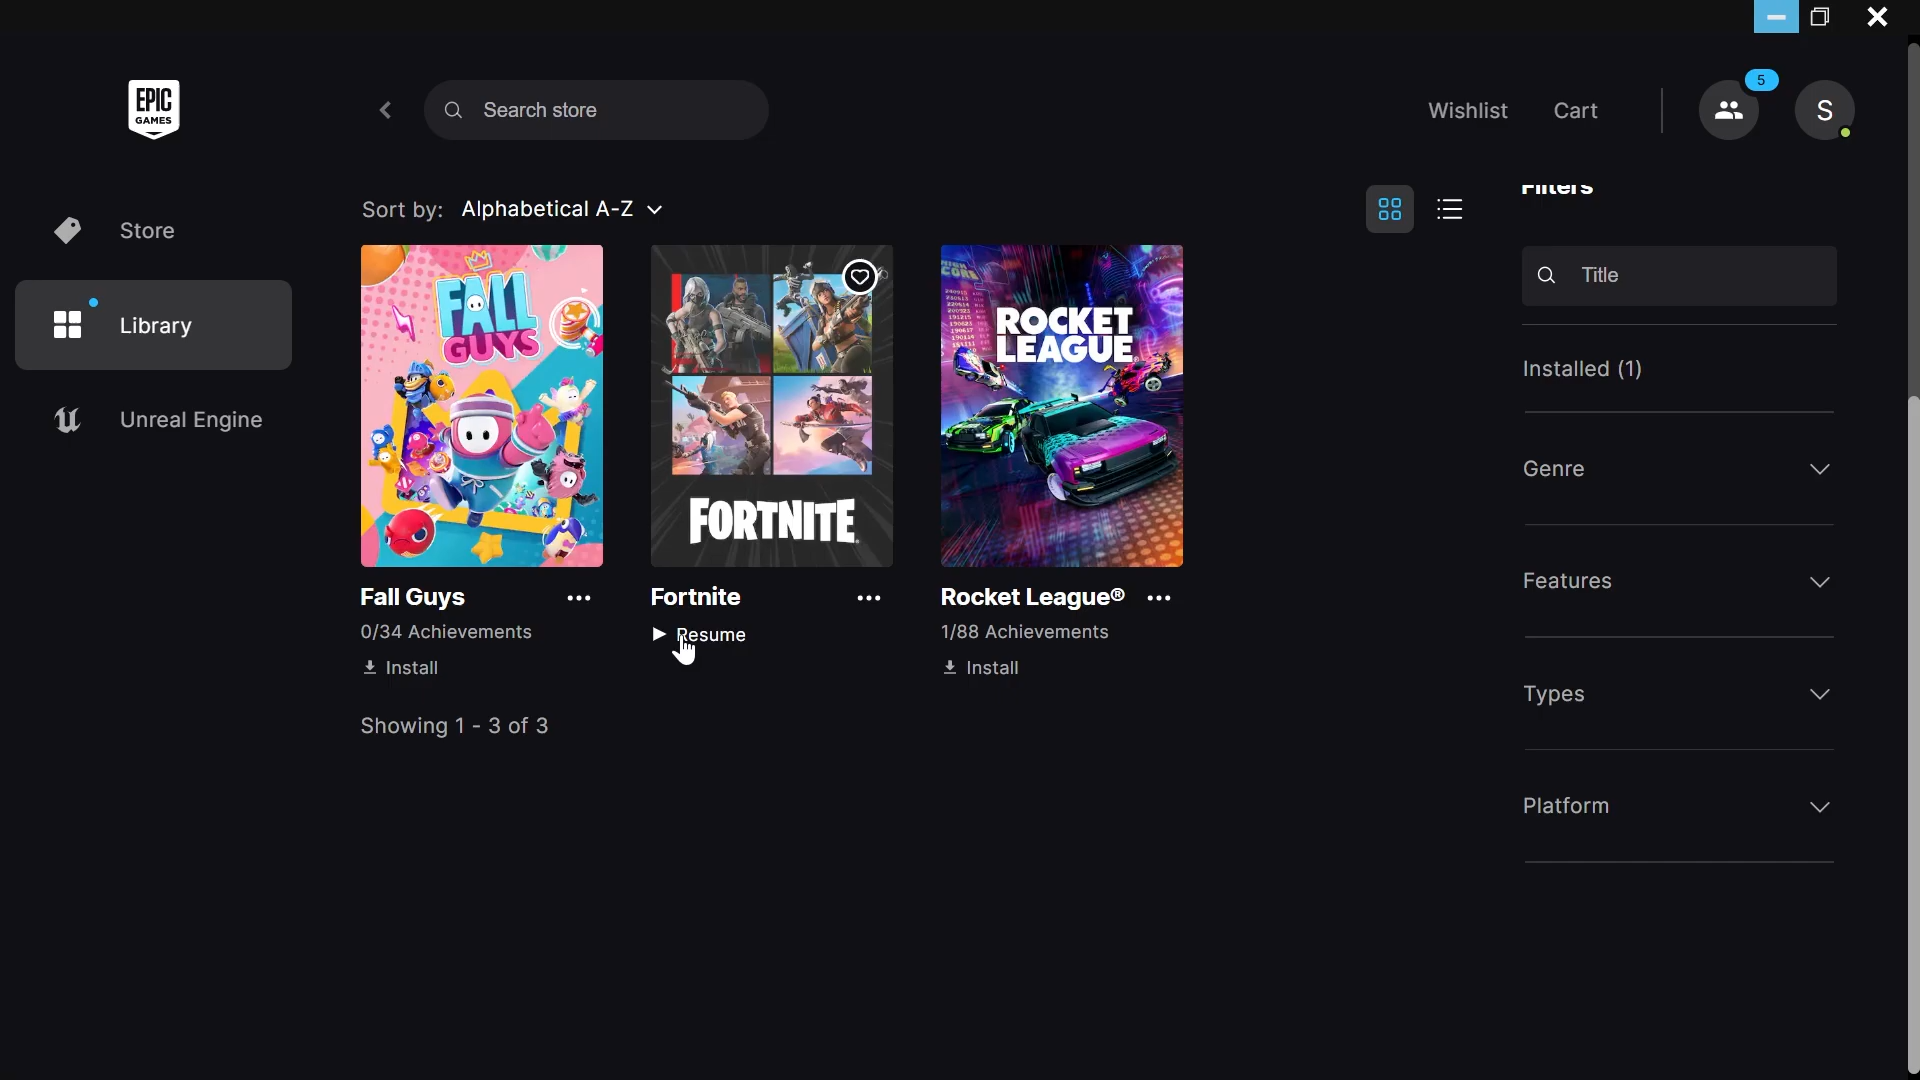 EPIC
GAMES
Search store
Wishlist
Cart
5
S
Store
Library
Unreal Engine
Sort by: Alphabetical A-Z
Filters
Title
Installed (1)
Genre
Features
Types
Platform
FALL
GUYS
FORTNITE
ROCKET
LEAGUE
Fall Guys
0/34 Achievements
Install
Fortnite
Resume
Rocket League®
1/88 Achievements
Install
Showing 1 - 3 of 3